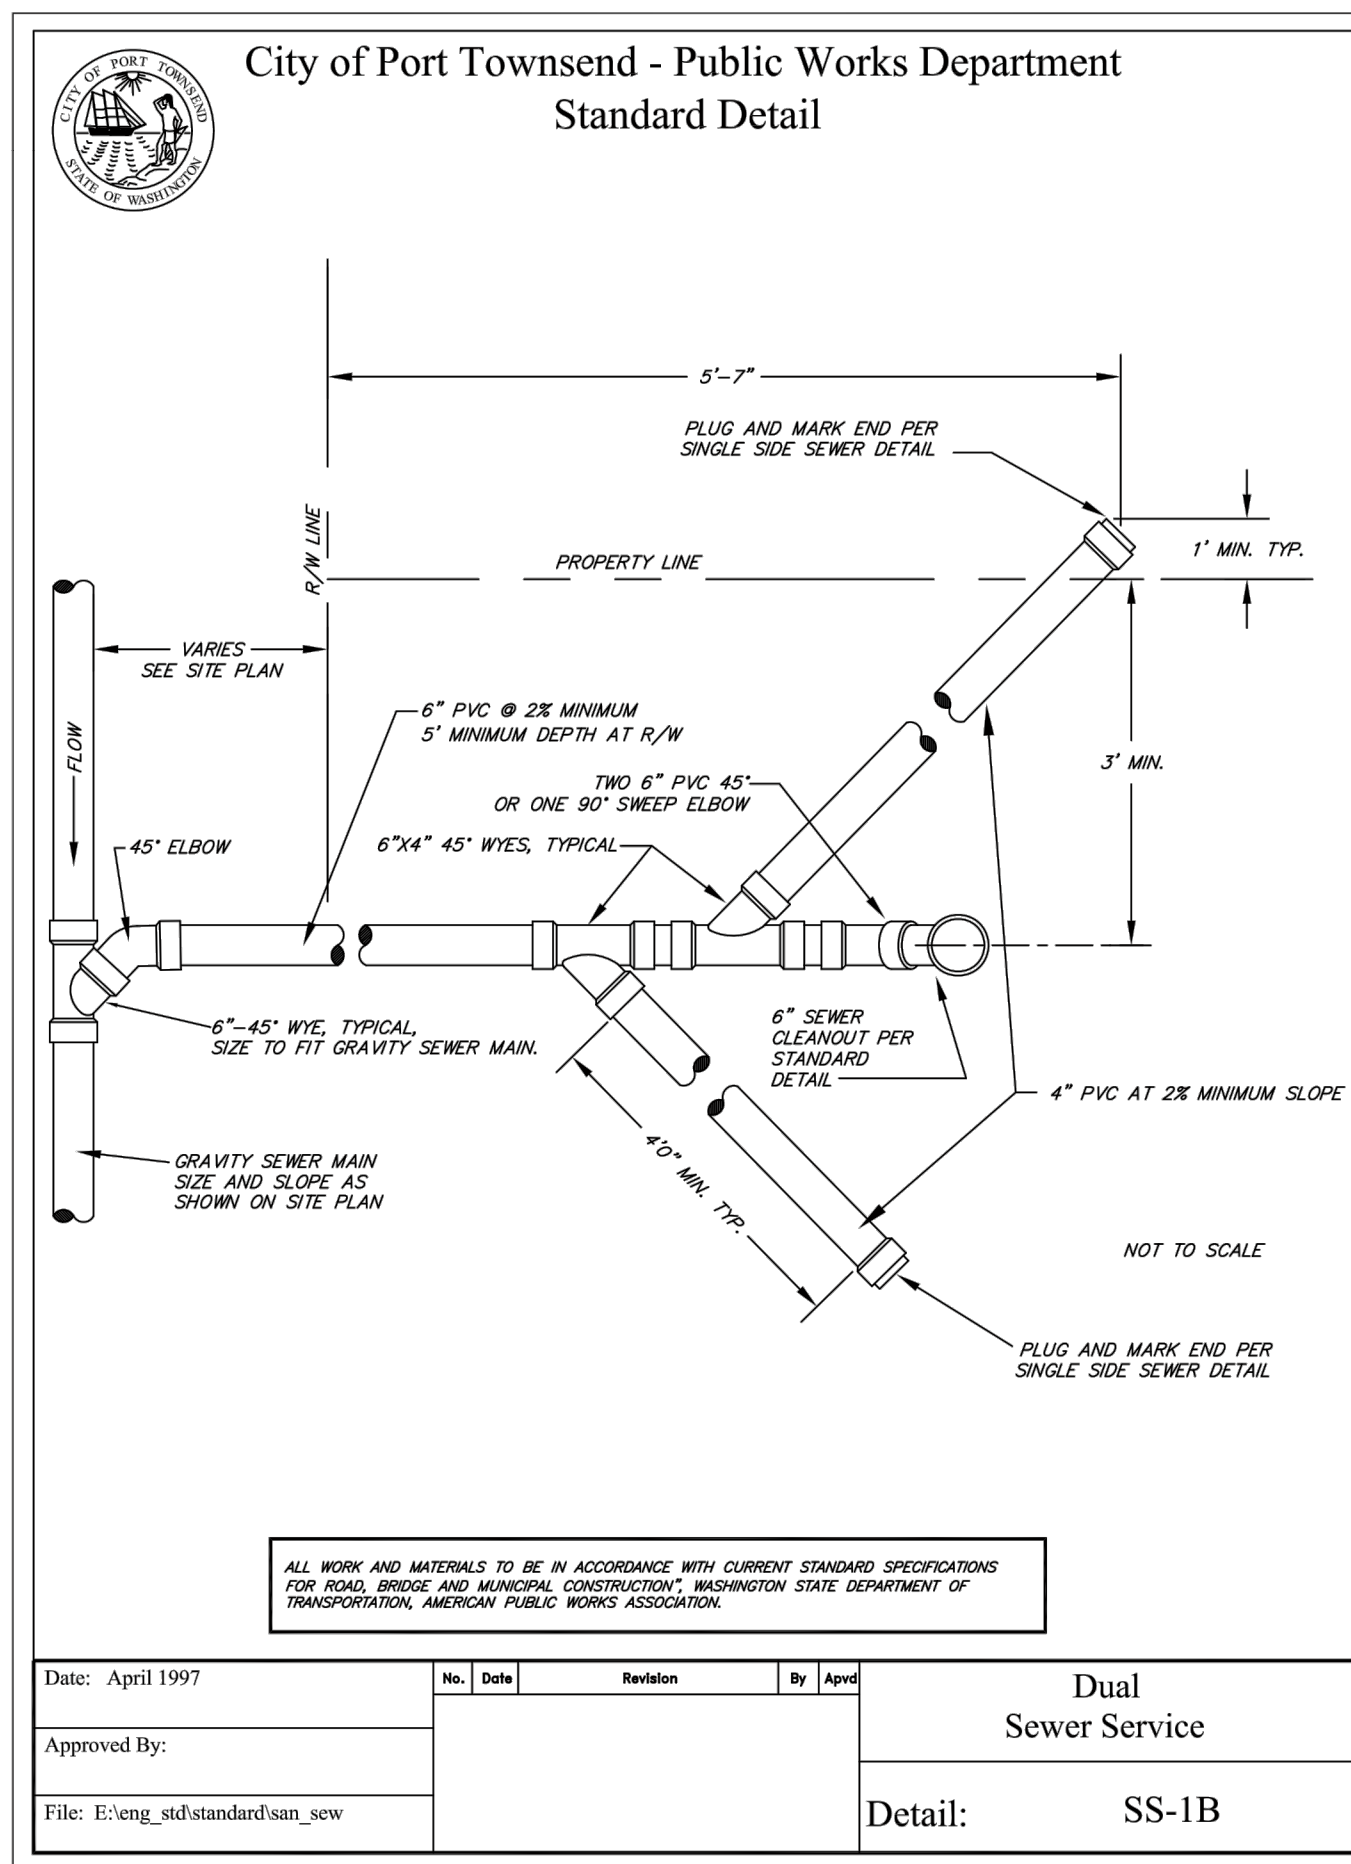 City of Port Townsend - Public Works Department
Standard Detail
CITY OF PORT TOWNSEND
STATE OF WASHINGTON
5'-7"
PLUG AND MARK END PER
SINGLE SIDE SEWER DETAIL
R/W LINE
PROPERTY LINE
1' MIN. TYP.
VARIES
SEE SITE PLAN
FLOW
6" PVC @ 2% MINIMUM
5' MINIMUM DEPTH AT R/W
3' MIN.
TWO 6" PVC 45°
OR ONE 90° SWEEP ELBOW
45° ELBOW
6"X4" 45° WYES, TYPICAL
6"-45° WYE, TYPICAL,
SIZE TO FIT GRAVITY SEWER MAIN.
6" SEWER
CLEANOUT PER
STANDARD
DETAIL
4" PVC AT 2% MINIMUM SLOPE
4'0" MIN. TYP.
GRAVITY SEWER MAIN
SIZE AND SLOPE AS
SHOWN ON SITE PLAN
NOT TO SCALE
PLUG AND MARK END PER
SINGLE SIDE SEWER DETAIL
ALL WORK AND MATERIALS TO BE IN ACCORDANCE WITH CURRENT STANDARD SPECIFICATIONS
FOR ROAD, BRIDGE AND MUNICIPAL CONSTRUCTION", WASHINGTON STATE DEPARTMENT OF
TRANSPORTATION, AMERICAN PUBLIC WORKS ASSOCIATION.
Date: April 1997
Approved By:
File: E:\eng_std\standard\san_sew
No. Date Revision By Apvd
Dual
Sewer Service
Detail: SS-1B